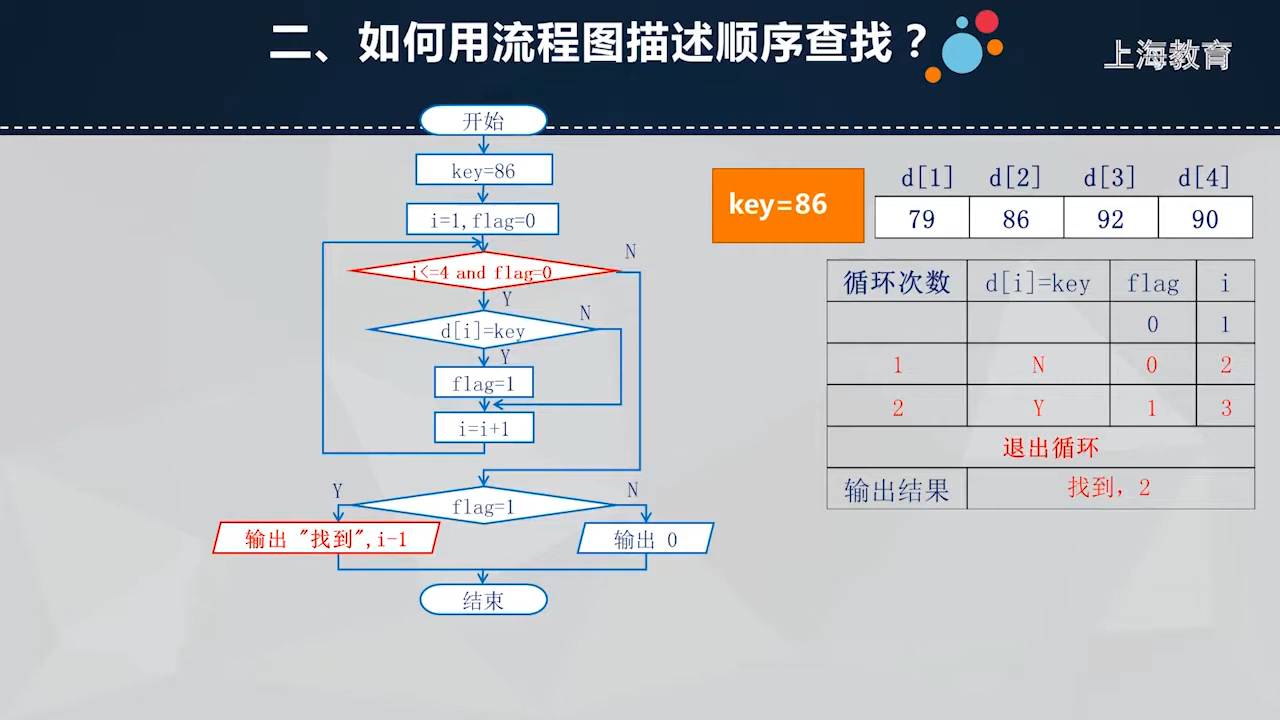 二、如何用流程图描述顺序查找？
上海教育
开始
key=86
i=1,flag=0
i<=4 and flag=0
N
Y
d[i]=key
N
Y
flag=1
i=i+1
flag=1
Y
N
输出 "找到",i-1
输出 0
结束
key=86
d[1] d[2] d[3] d[4]
79 86 92 90
循环次数 d[i]=key flag i
0 1
1 N 0 2
2 Y 1 3
退出循环
输出结果 找到，2